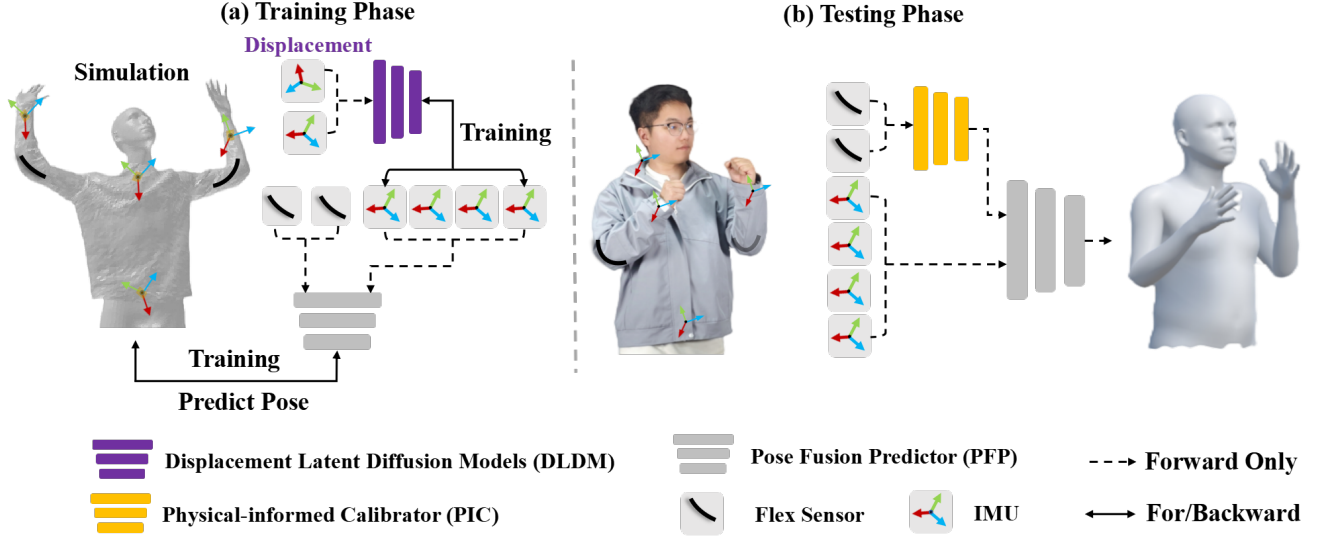 (a) Training Phase
(b) Testing Phase
Displacement
Simulation
Training
Training
Predict Pose
Displacement Latent Diffusion Models (DLDM)
Physical-informed Calibrator (PIC)
Pose Fusion Predictor (PFP)
Flex Sensor
IMU
Forward Only
For/Backward